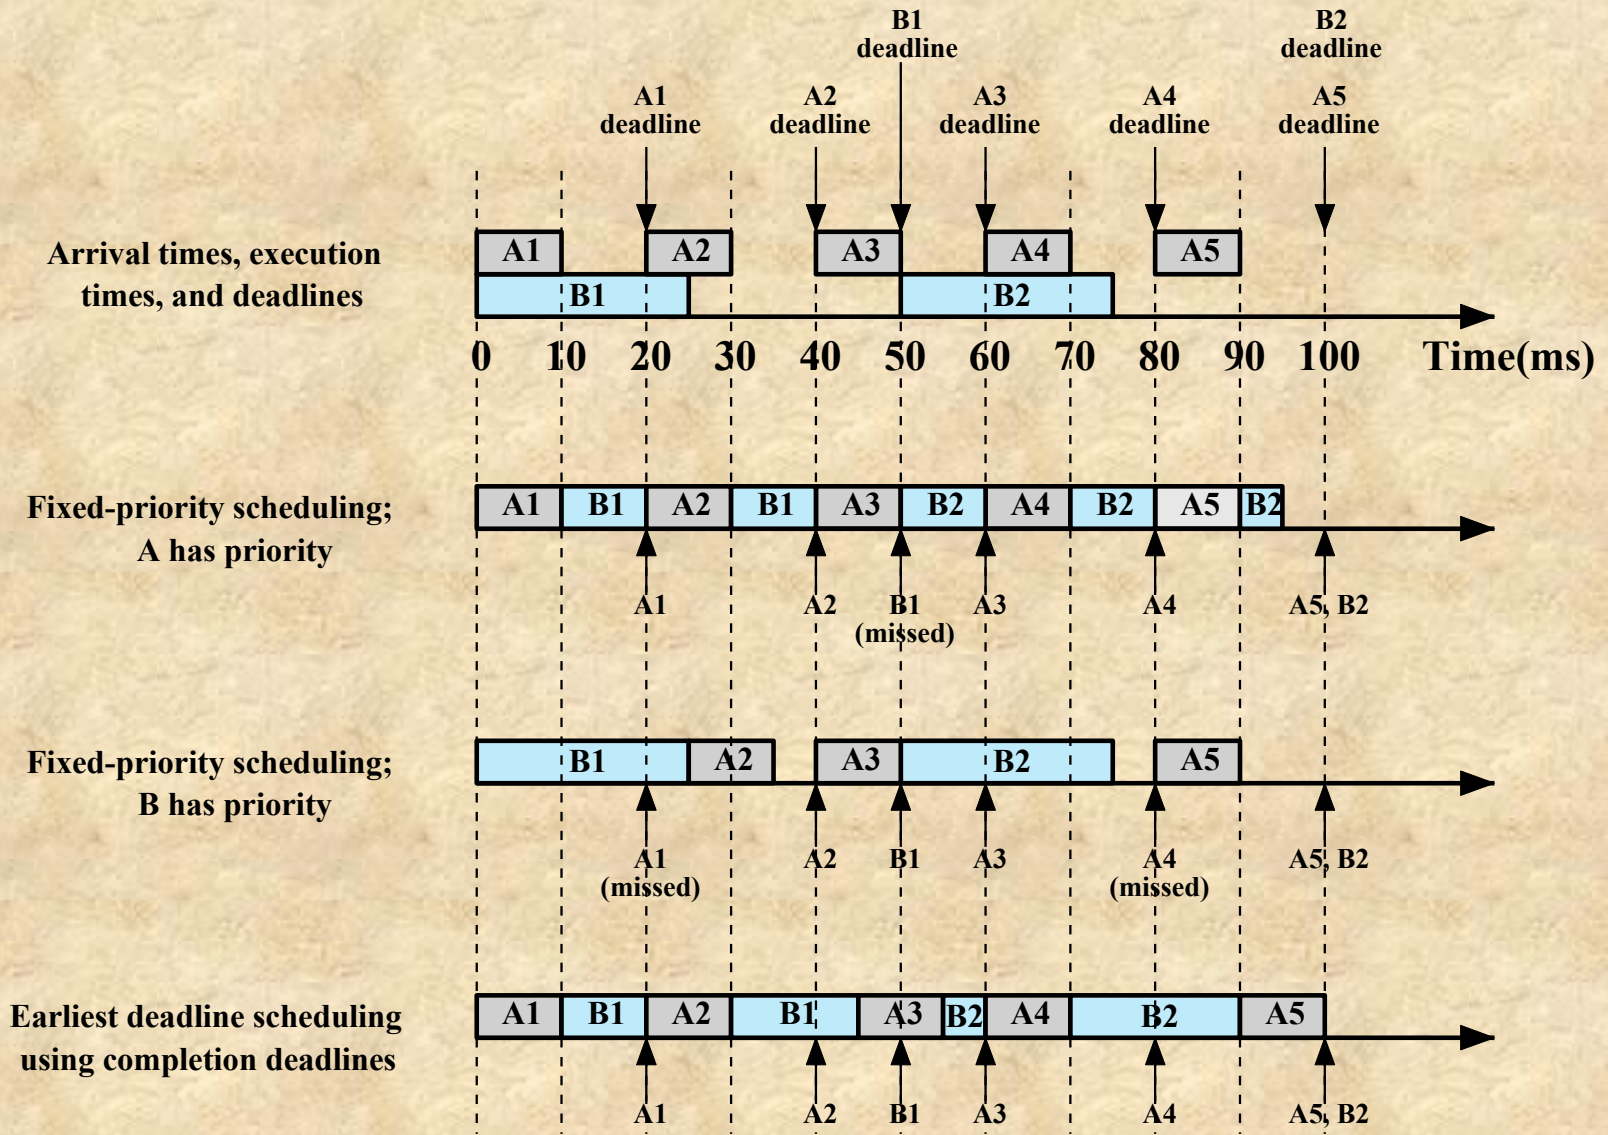 B1
deadline
B2
deadline
A1
deadline
A2
deadline
A3
deadline
A4
deadline
A5
deadline
Arrival times, execution
times, and deadlines
A1 A2 A3 A4 A5
B1 B2
0 10 20 30 40 50 60 70 80 90 100 Time(ms)
Fixed-priority scheduling;
A has priority
A1 B1 A2 B1 A3 B2 A4 B2 A5 B2
A1 A2 B1 A3 A4 A5, B2
(missed)
Fixed-priority scheduling;
B has priority
B1 A2 A3 B2 A5
A1 A2 B1 A3 A4 A5, B2
(missed) (missed)
Earliest deadline scheduling
using completion deadlines
A1 B1 A2 B1 A3 B2 A4 B2 A5
A1 A2 B1 A3 A4 A5, B2